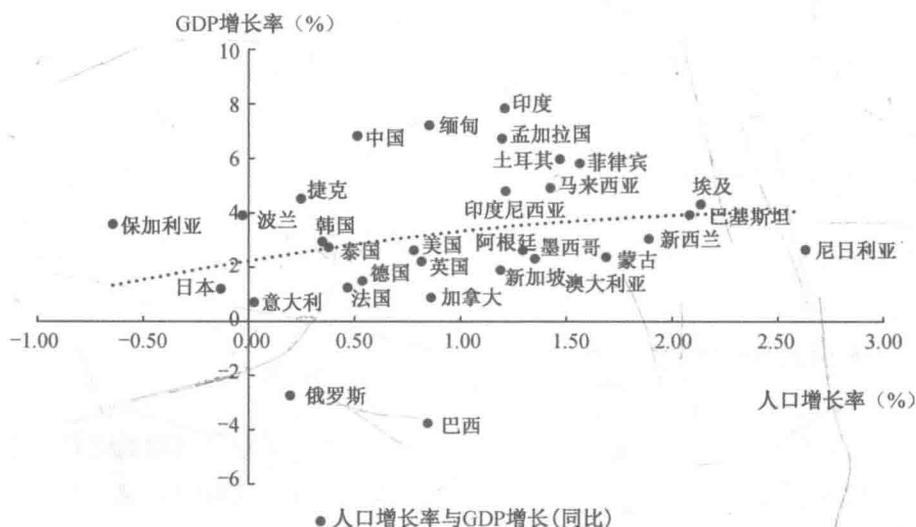 GDP增长率（%）
10
8
6
4
2
0
−2
−4
−6
−1.00
−0.50
0.00
0.50
1.00
1.50
2.00
2.50
3.00
人口增长率（%）
印度
缅甸
中国
孟加拉国
土耳其
菲律宾
捷克
马来西亚
埃及
印度尼西亚
保加利亚
波兰
巴基斯坦
韩国
泰国
美国
阿根廷
墨西哥
新西兰
尼日利亚
德国
英国
蒙古
日本
意大利
法国
加拿大
新加坡
澳大利亚
俄罗斯
巴西
人口增长率与GDP增长(同比)